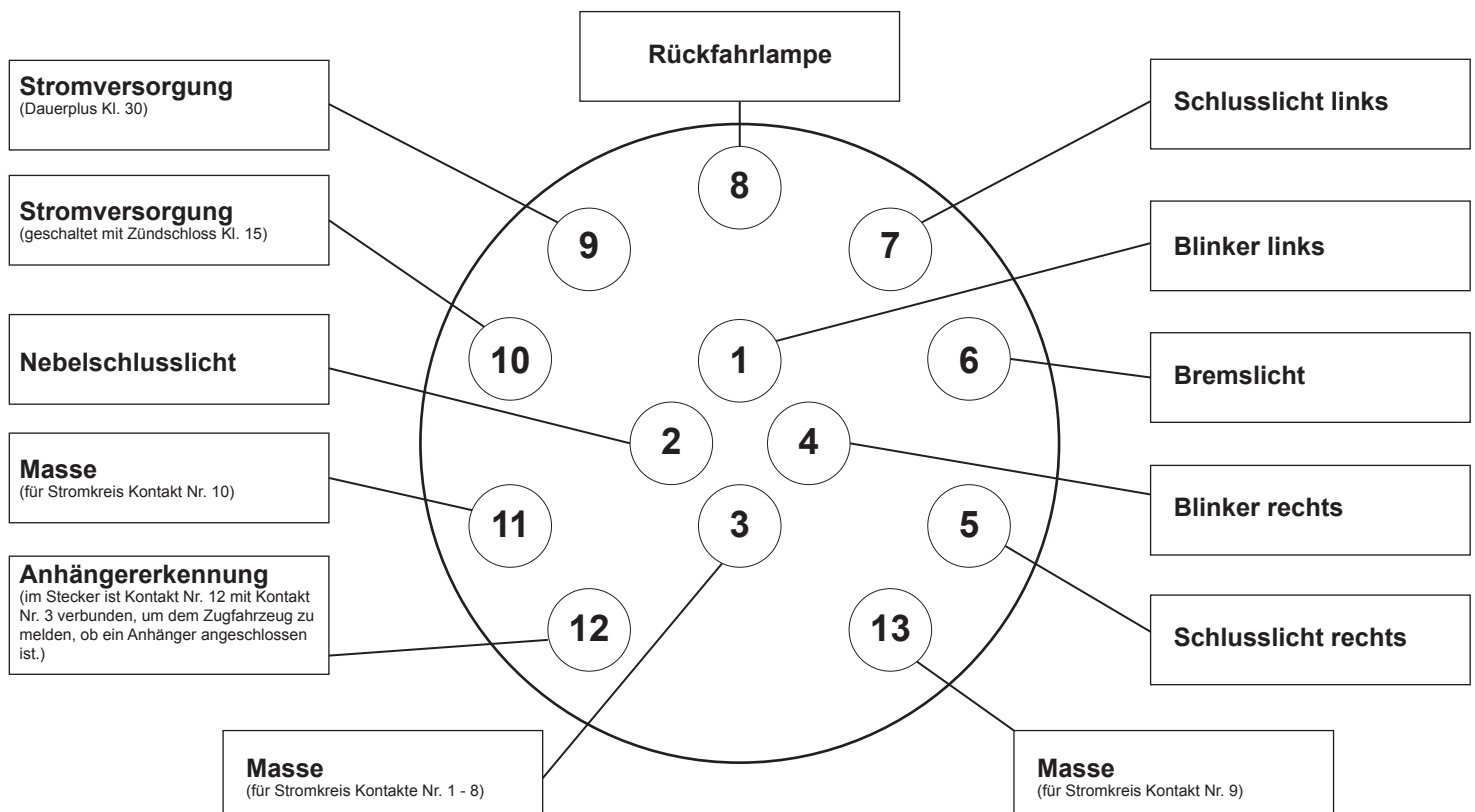 Rückfahrlampe
Stromversorgung
(Dauerplus Kl. 30)
Stromversorgung
(geschaltet mit Zündschloss Kl. 15)
Nebelschlusslicht
Masse
(für Stromkreis Kontakt Nr. 10)
Anhängererkennung
(im Stecker ist Kontakt Nr. 12 mit Kontakt
Nr. 3 verbunden, um dem Zugfahrzeug zu
melden, ob ein Anhänger angeschlossen
ist.)
8
9
7
10
1
6
2
4
11
3
5
12
13
Schlusslicht links
Blinker links
Bremslicht
Blinker rechts
Schlusslicht rechts
Masse
(für Stromkreis Kontakte Nr. 1 - 8)
Masse
(für Stromkreis Kontakt Nr. 9)